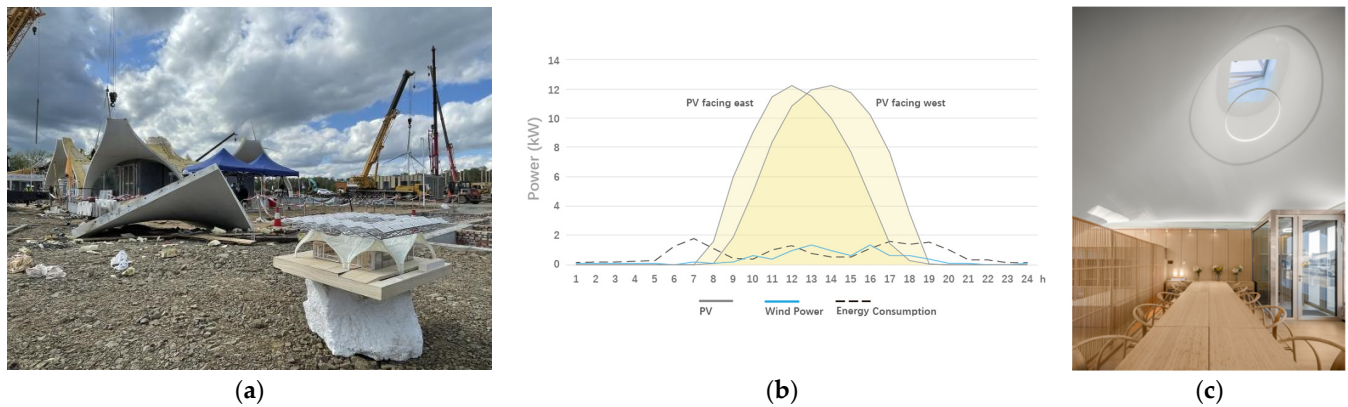 14
12
10
8
6
4
2
0
Power (kW)
PV facing east
PV facing west
1 2 3 4 5 6 7 8 9 10 11 12 13 14 15 16 17 18 19 20 21 22 23 24 h
PV
Wind Power
Energy Consumption
(a)
(b)
(c)